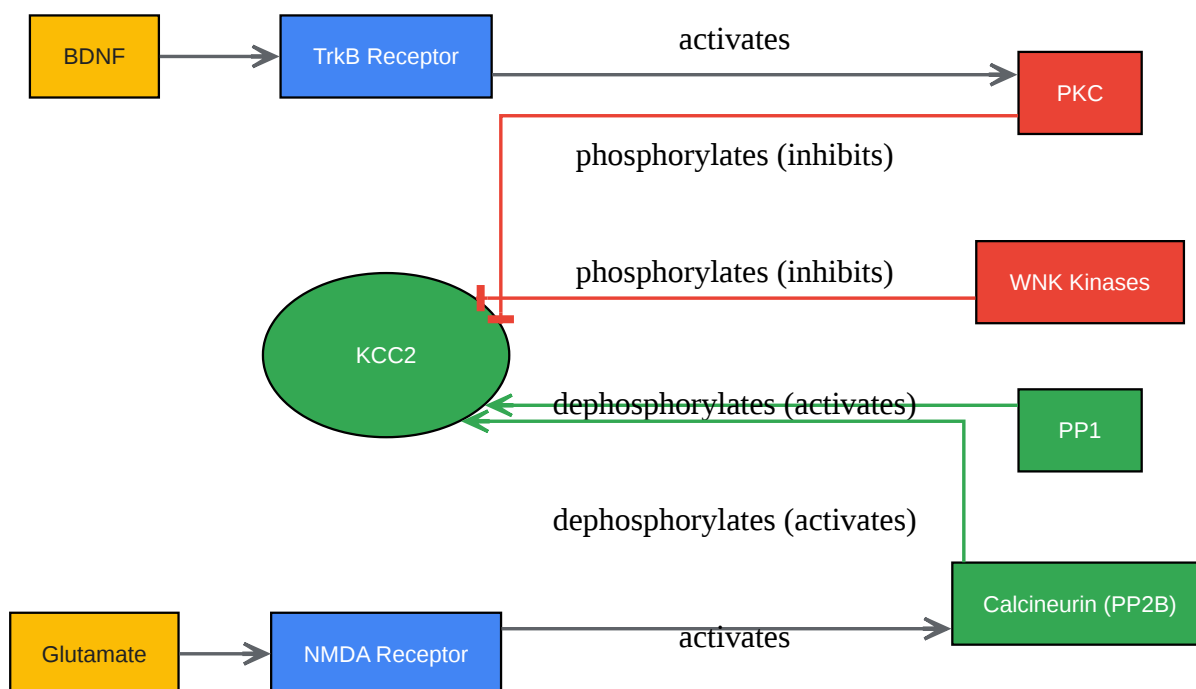 BDNF
TrkB Receptor
activates
PKC
phosphorylates (inhibits)
phosphorylates (inhibits)
WNK Kinases
KCC2
dephosphorylates (activates)
PP1
dephosphorylates (activates)
Calcineurin (PP2B)
Glutamate
NMDA Receptor
activates